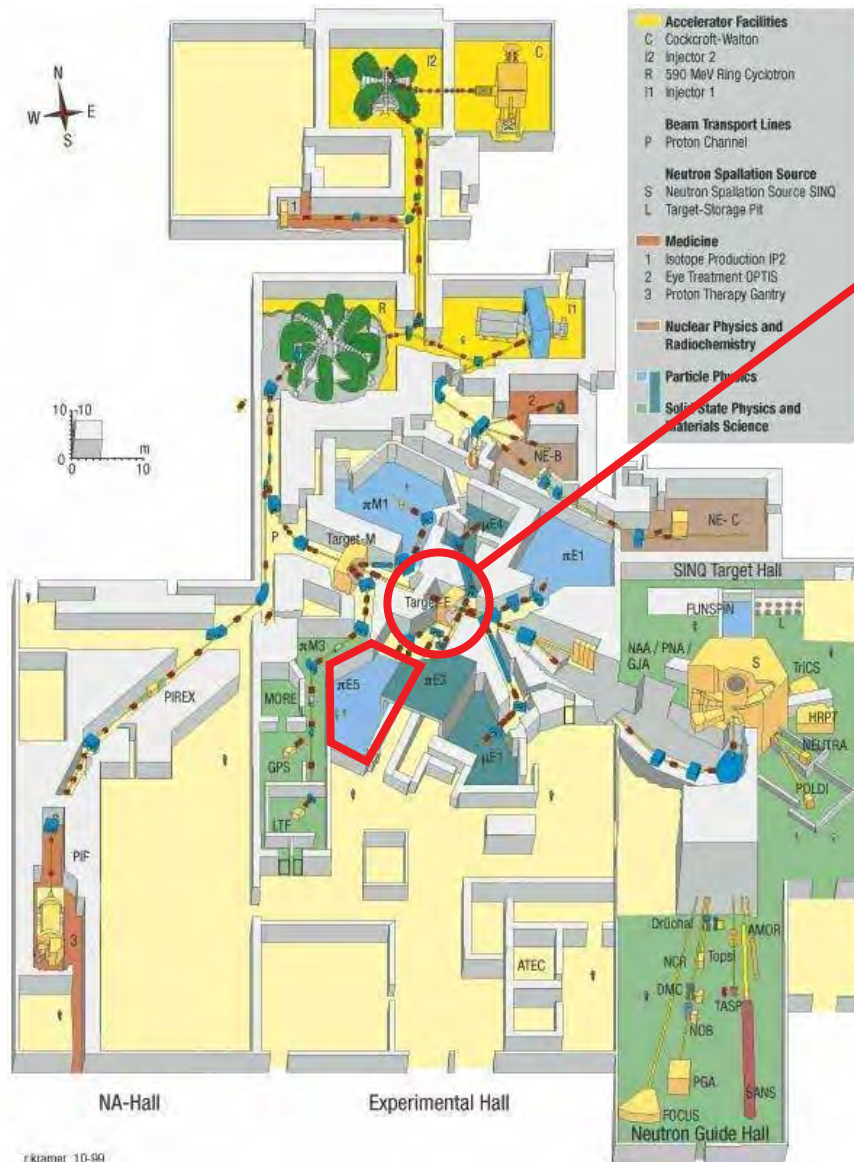 Accelerator Facilities
C Cockcroft-Walton
I2 Injector 2
R 590 MeV Ring Cyclotron
I1 Injector 1
Beam Transport Lines
P Proton Channel
Neutron Spallation Source
S Neutron Spallation Source SINQ
L Target-Storage Pit
Medicine
1 Isotope Production IP2
2 Eye Treatment OPTIS
3 Proton Therapy Gantry
Nuclear Physics and
Radiochemistry
Particle Physics
Solid State Physics and
Materials Science
N
W E
S
I2
C
1
R
I1
10 10
0
0 10
m
2
NE-B
πM1
μE4
NE- C
P
Target-M
πE1
SINQ Target Hall
Target-E
FUNSPIN
L
πM3
NAA / PNA /
GJA
S
TriCS
PIREX
MORE
πE5
πE3
HRPT
NEUTRA
GPS
μE1
POLDI
LTF
PIF
3
Drüchal
AMOR
NCR
Tops
ATEC
DMC
TASP
NOB
PGA
SANS
FOCUS
NA-Hall
Experimental Hall
Neutron Guide Hall
r.kramer 10-99